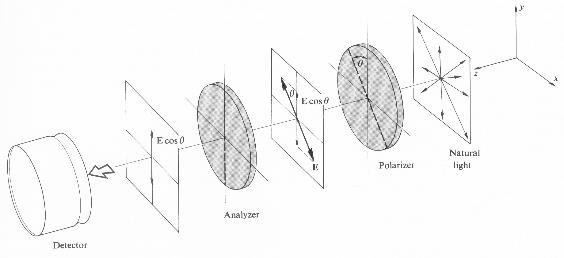 y
x
z
θ
θ
E cos θ
E
E cos θ
Natural
light
Polarizer
Analyzer
Detector